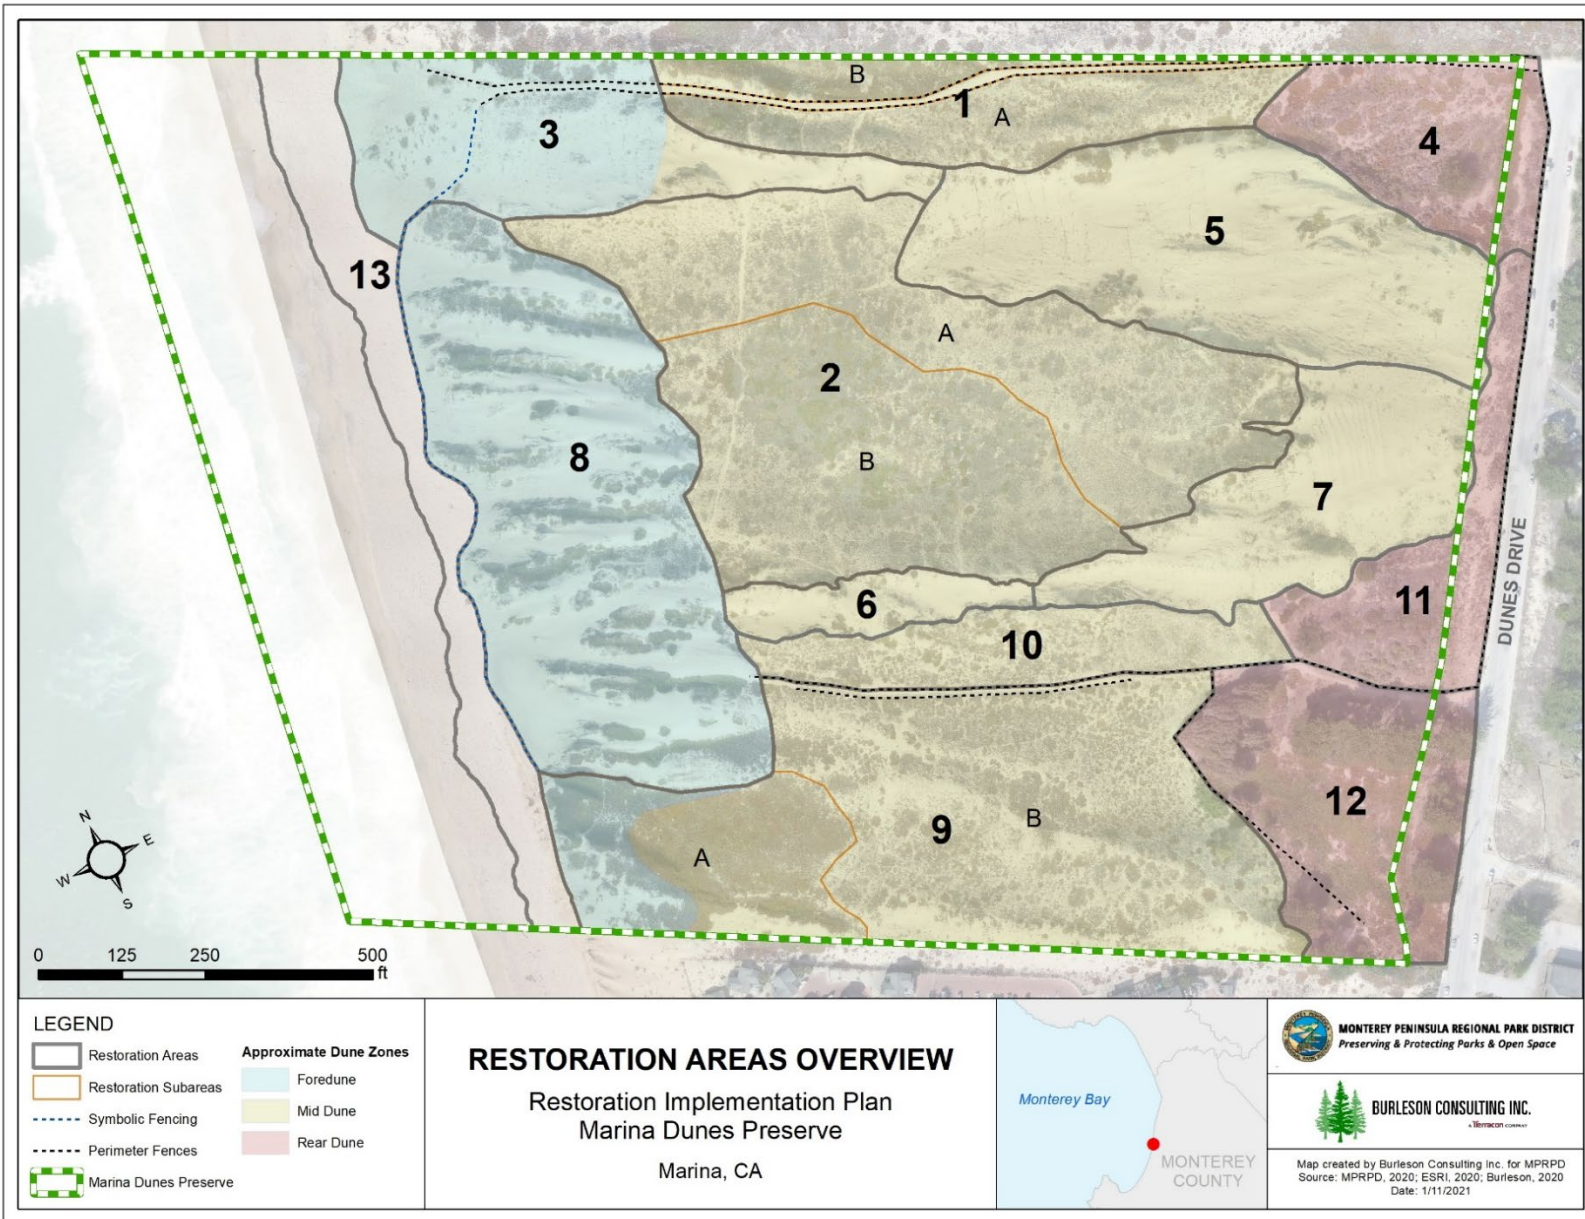 B
1
A
3
4
5
13
A
2
8
B
7
6
11
10
DUNES DRIVE
12
B
9
A
N
E
W
S
0 125 250 500
ft
LEGEND
Restoration Areas
Restoration Subareas
Symbolic Fencing
Perimeter Fences
Marina Dunes Preserve
Approximate Dune Zones
Foredune
Mid Dune
Rear Dune
RESTORATION AREAS OVERVIEW
Restoration Implementation Plan
Marina Dunes Preserve
Marina, CA
Monterey Bay
MONTEREY
COUNTY
MONTEREY PENINSULA REGIONAL PARK DISTRICT
Preserving & Protecting Parks & Open Space
BURLESON CONSULTING INC.
A Terracon COMPANY
Map created by Burleson Consulting Inc. for MPRPD
Source: MPRPD, 2020; ESRI, 2020; Burleson, 2020
Date: 1/11/2021